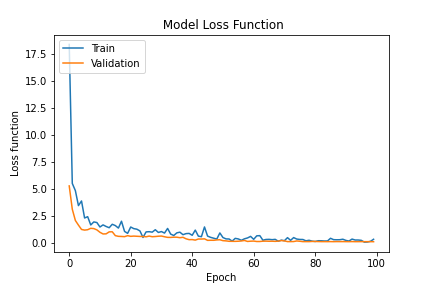 Model Loss Function
Train
Validation
17.5
15.0
12.5
10.0
7.5
5.0
2.5
0.0
Loss function
0 20 40 60 80 100
Epoch